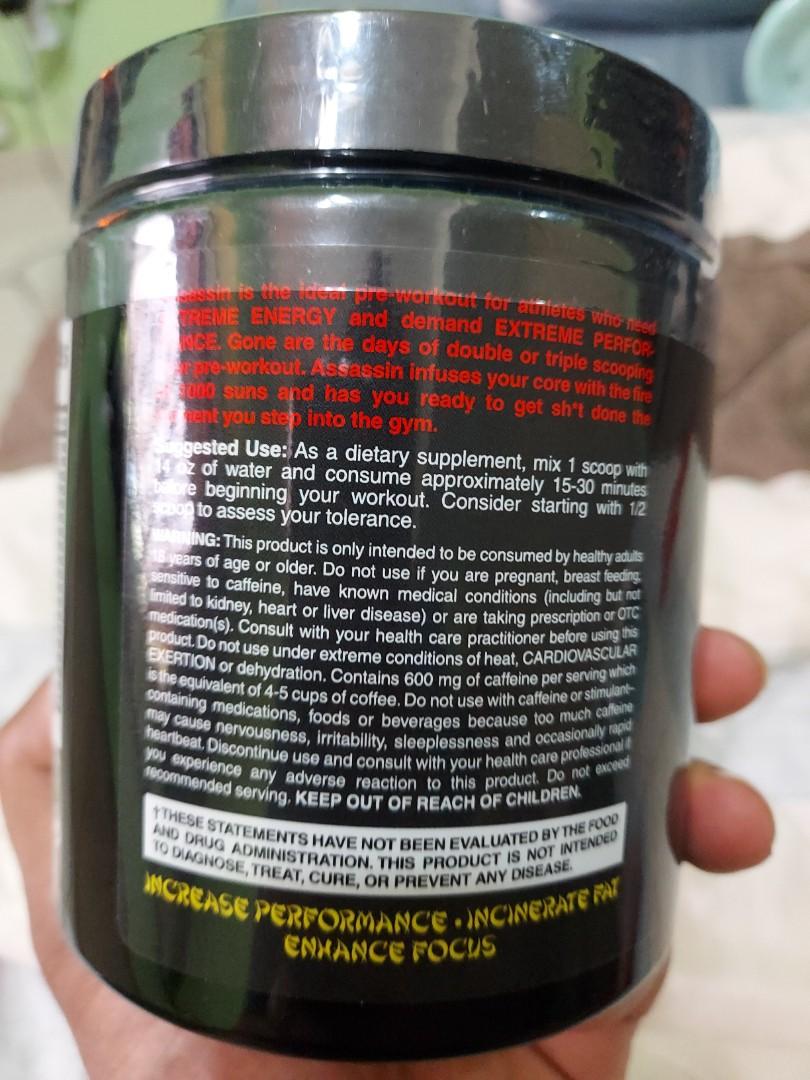 Assassin is the ideal pre-workout for athletes who need
EXTREME ENERGY and demand EXTREME PERFOR-
MANCE. Gone are the days of double or triple scooping
your pre-workout. Assassin infuses your core with the fire
of 1000 suns and has you ready to get sh*t done the
moment you step into the gym.
Suggested Use: As a dietary supplement, mix 1 scoop with
14 oz of water and consume approximately 15-30 minutes
before beginning your workout. Consider starting with 1/2
scoop to assess your tolerance.
WARNING: This product is only intended to be consumed by healthy adults
18 years of age or older. Do not use if you are pregnant, breast feeding,
sensitive to caffeine, have known medical conditions (including but not
limited to kidney, heart or liver disease) or are taking prescription or OTC
medication(s). Consult with your health care practitioner before using this
product. Do not use under extreme conditions of heat, CARDIOVASCULAR
EXERTION or dehydration. Contains 600 mg of caffeine per serving which
is the equivalent of 4-5 cups of coffee. Do not use with caffeine or stimulant-
containing medications, foods or beverages because too much caffeine
may cause nervousness, irritability, sleeplessness and occasionally rapid
heartbeat. Discontinue use and consult with your health care professional if
you experience any adverse reaction to this product. Do not exceed
recommended serving. KEEP OUT OF REACH OF CHILDREN.
†THESE STATEMENTS HAVE NOT BEEN EVALUATED BY THE FOOD
AND DRUG ADMINISTRATION. THIS PRODUCT IS NOT INTENDED
TO DIAGNOSE, TREAT, CURE, OR PREVENT ANY DISEASE.
INCREASE PERFORMANCE • INCINERATE FAT
ENHANCE FOCUS